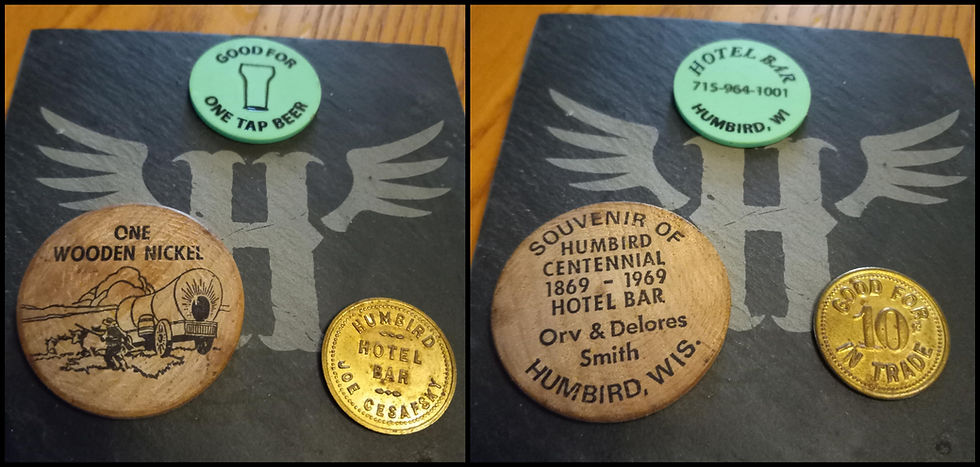 GOOD FOR
ONE TAP BEER
H
ONE
WOODEN NICKEL
HUMBIRD
HOTEL
BAR
JOE CESAFSKY
HOTEL BAR
715-964-1001
HUMBIRD, WI
H
SOUVENIR OF
HUMBIRD
CENTENNIAL
1869 - 1969
HOTEL BAR
Orv & Delores
Smith
HUMBIRD, WIS.
GOOD FOR
10¢
IN TRADE